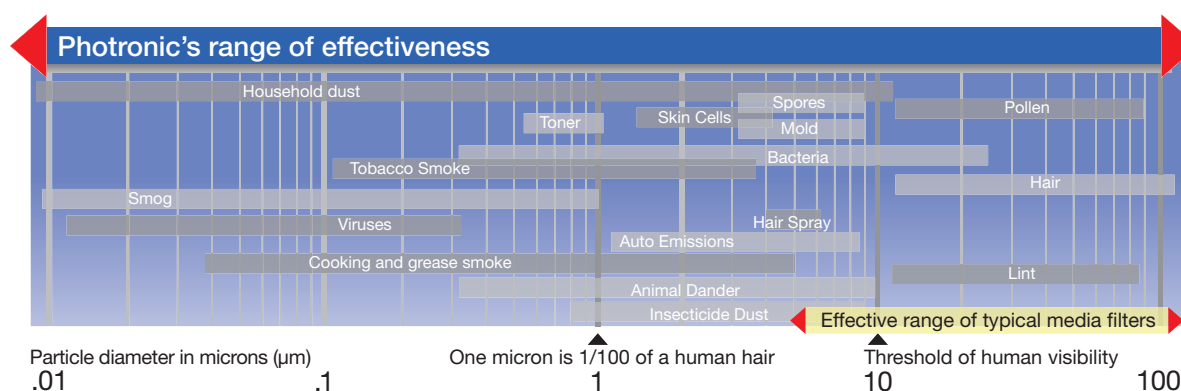 Photronic's range of effectiveness
Household dust
Spores
Pollen
Skin Cells
Toner
Mold
Bacteria
Tobacco Smoke
Hair
Smog
Hair Spray
Viruses
Auto Emissions
Cooking and grease smoke
Lint
Animal Dander
Insecticide Dust
Effective range of typical media filters
Particle diameter in microns (µm)
One micron is 1/100 of a human hair
Threshold of human visibility
.01 .1 1 10 100